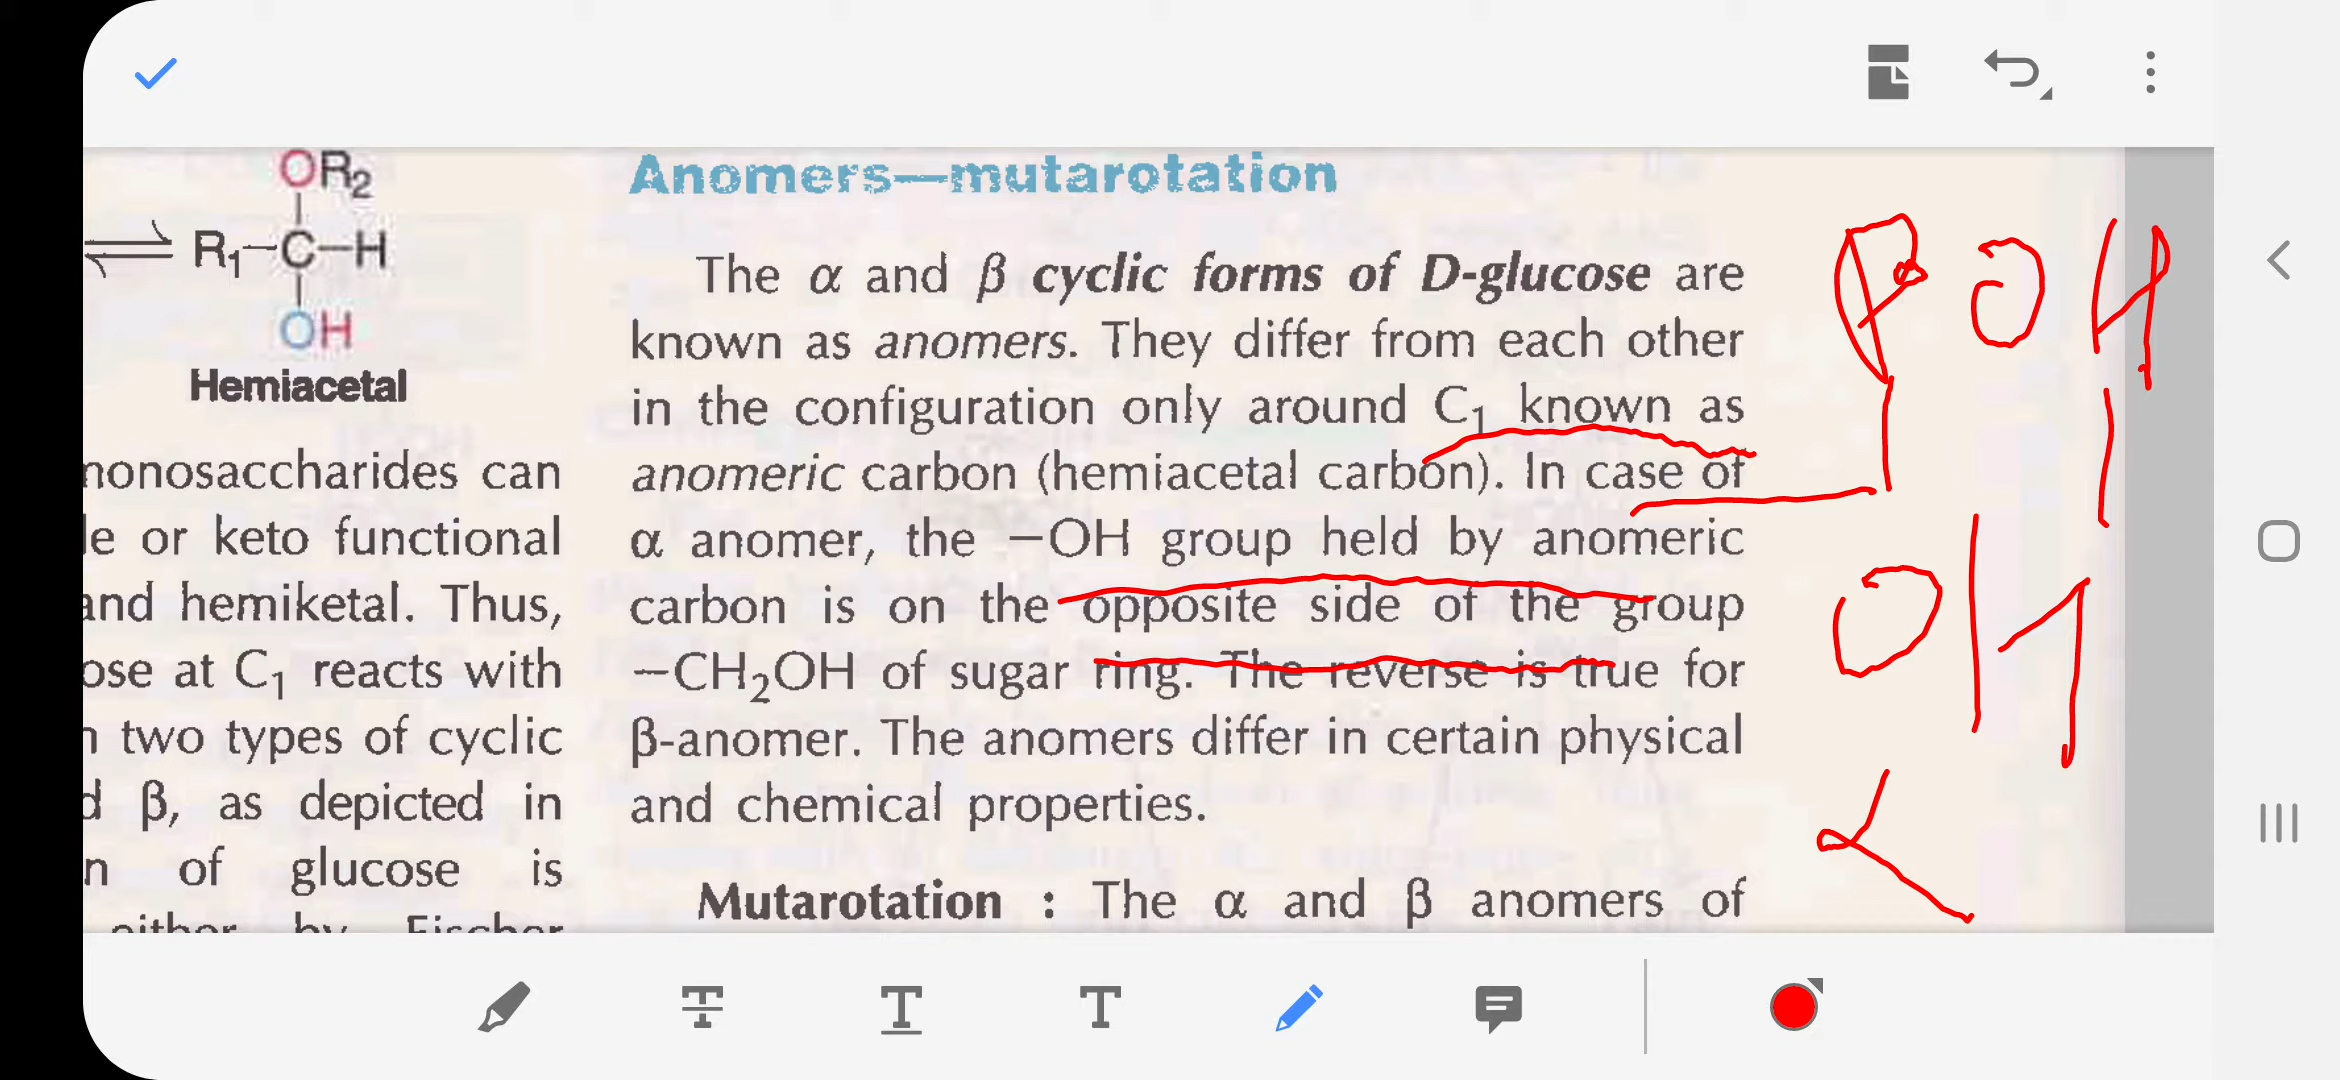 OR2
R1-C-H
OH
Hemiacetal
monosaccharides can
or keto functional
and hemiketal. Thus,
at C1 reacts with
two types of cyclic
β, as depicted in
of glucose is
either by Fischer
Anomers—mutarotation
The α and β cyclic forms of D-glucose are
known as anomers. They differ from each other
in the configuration only around C1 known as
anomeric carbon (hemiacetal carbon). In case of
α anomer, the –OH group held by anomeric
carbon is on the opposite side of the group
–CH2OH of sugar ring. The reverse is true for
β-anomer. The anomers differ in certain physical
and chemical properties.
Mutarotation : The α and β anomers of
β OH
OH
α